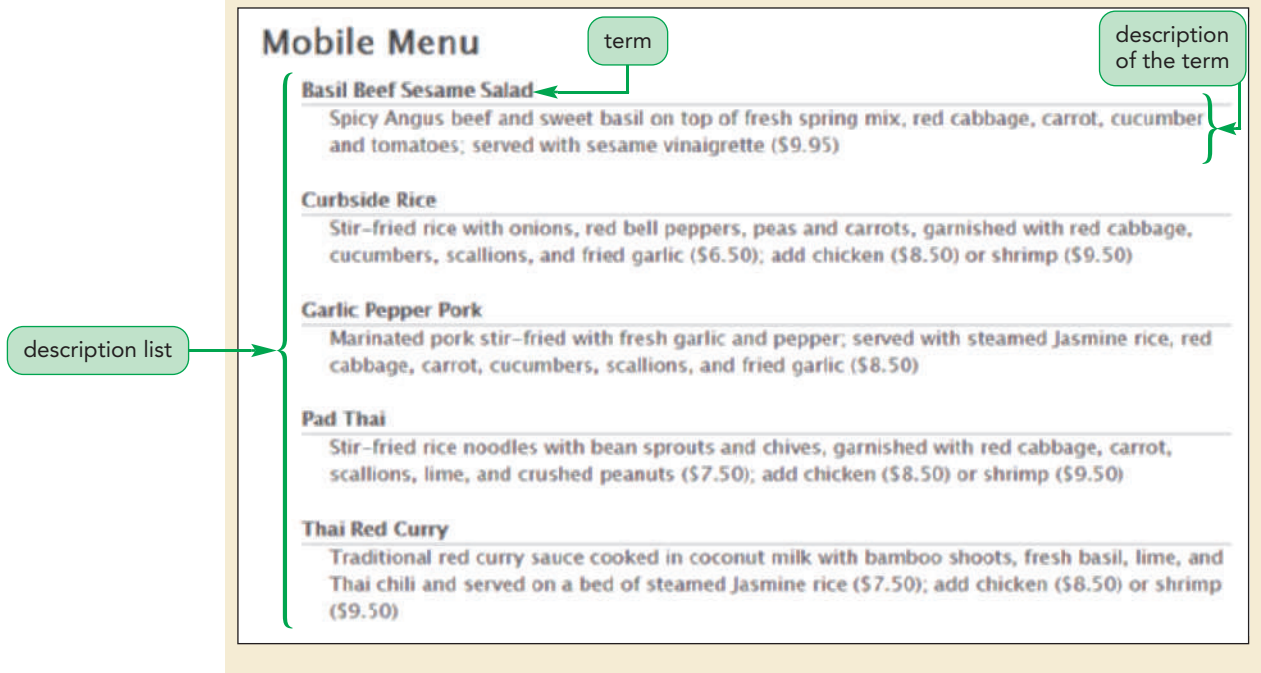 Mobile Menu
term
description
of the term
Basil Beef Sesame Salad
Spicy Angus beef and sweet basil on top of fresh spring mix, red cabbage, carrot, cucumber
and tomatoes; served with sesame vinaigrette ($9.95)
Curbside Rice
Stir-fried rice with onions, red bell peppers, peas and carrots, garnished with red cabbage,
cucumbers, scallions, and fried garlic ($6.50); add chicken ($8.50) or shrimp ($9.50)
Garlic Pepper Pork
Marinated pork stir-fried with fresh garlic and pepper; served with steamed Jasmine rice, red
cabbage, carrot, cucumbers, scallions, and fried garlic ($8.50)
description list
Pad Thai
Stir-fried rice noodles with bean sprouts and chives, garnished with red cabbage, carrot,
scallions, lime, and crushed peanuts ($7.50); add chicken ($8.50) or shrimp ($9.50)
Thai Red Curry
Traditional red curry sauce cooked in coconut milk with bamboo shoots, fresh basil, lime, and
Thai chili and served on a bed of steamed Jasmine rice ($7.50); add chicken ($8.50) or shrimp
($9.50)